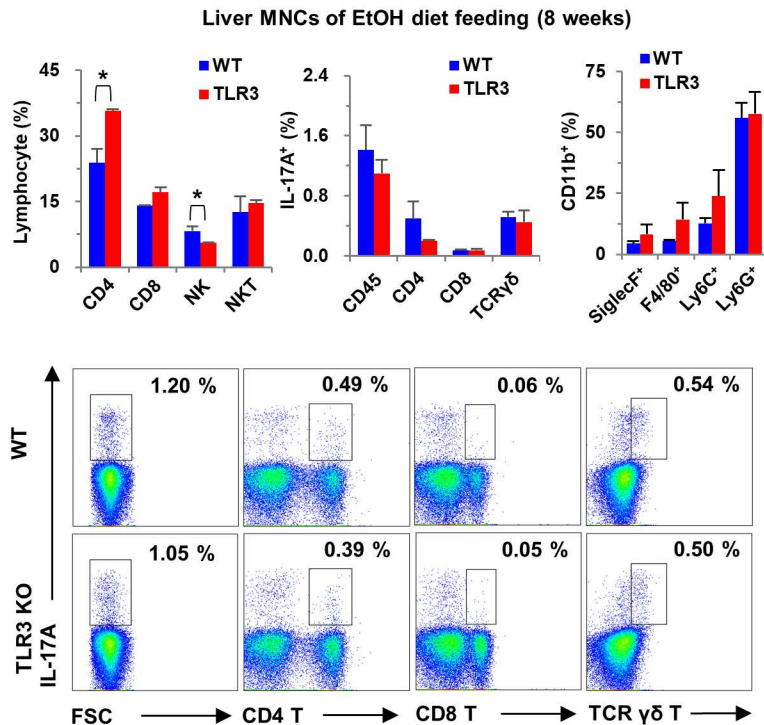 Liver MNCs of EtOH diet feeding (8 weeks)
Lymphocyte (%)
45
30
15
0
*
*
WT
TLR3
CD4
CD8
NK
NKT
IL-17A⁺ (%)
2.4
1.6
0.8
0.0
WT
TLR3
CD45
CD4
CD8
TCRγδ
CD11b⁺ (%)
75
50
25
0
WT
TLR3
SiglecF⁺
F4/80⁺
Ly6C⁺
Ly6G⁺
WT
1.20 %
0.49 %
0.06 %
0.54 %
TLR3 KO
IL-17A
1.05 %
0.39 %
0.05 %
0.50 %
FSC
CD4 T
CD8 T
TCR γδ T